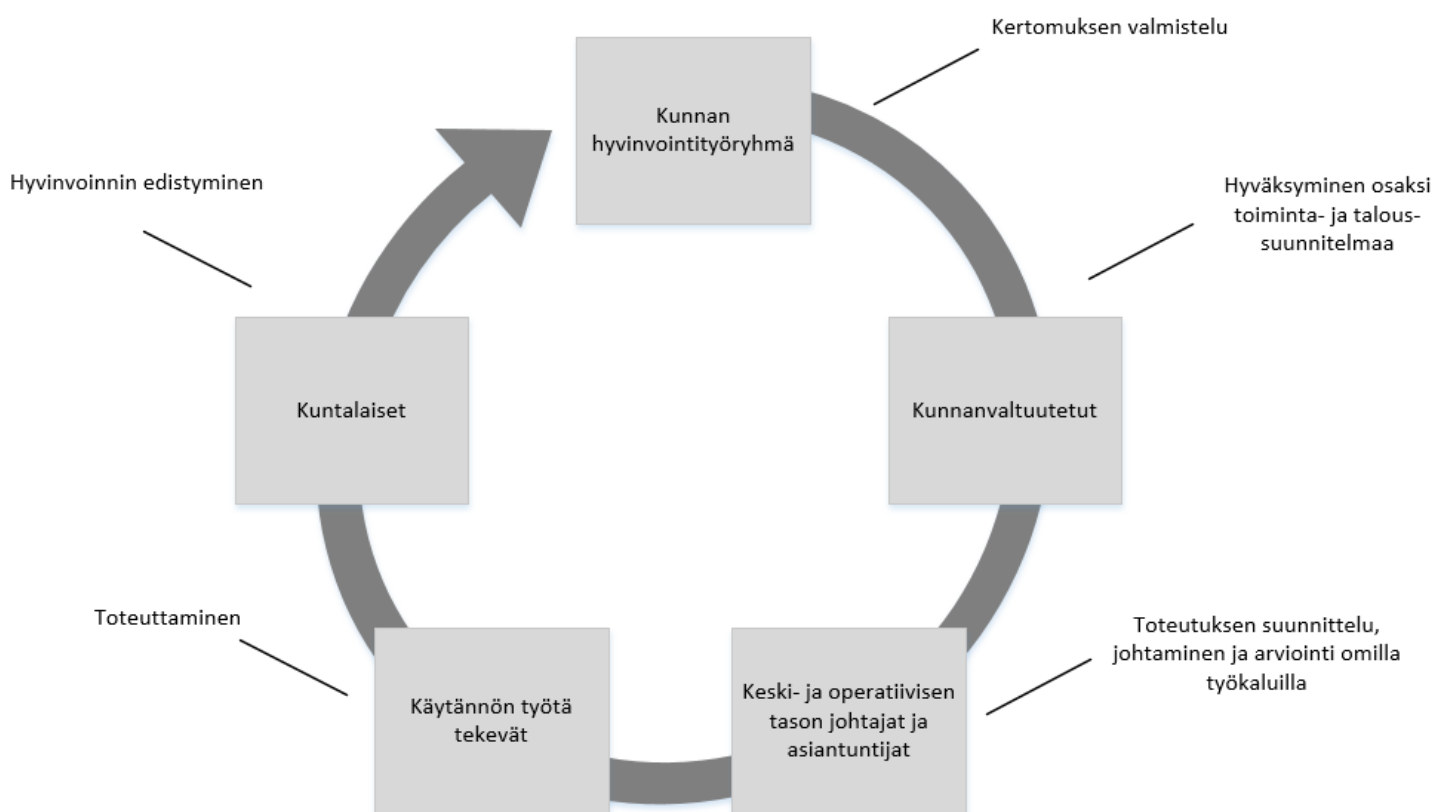 Kertomuksen valmistelu
Kunnan
hyvinvointityöryhmä
Hyvinvoinnin edistyminen
Hyväksyminen osaksi
toiminta- ja talous-
suunnitelmaa
Kuntalaiset
Kunnanvaltuutetut
Toteuttaminen
Toteutuksen suunnittelu,
johtaminen ja arviointi omilla
työkaluilla
Käytännön työtä
tekevät
Keski- ja operatiivisen
tason johtajat ja
asiantuntijat